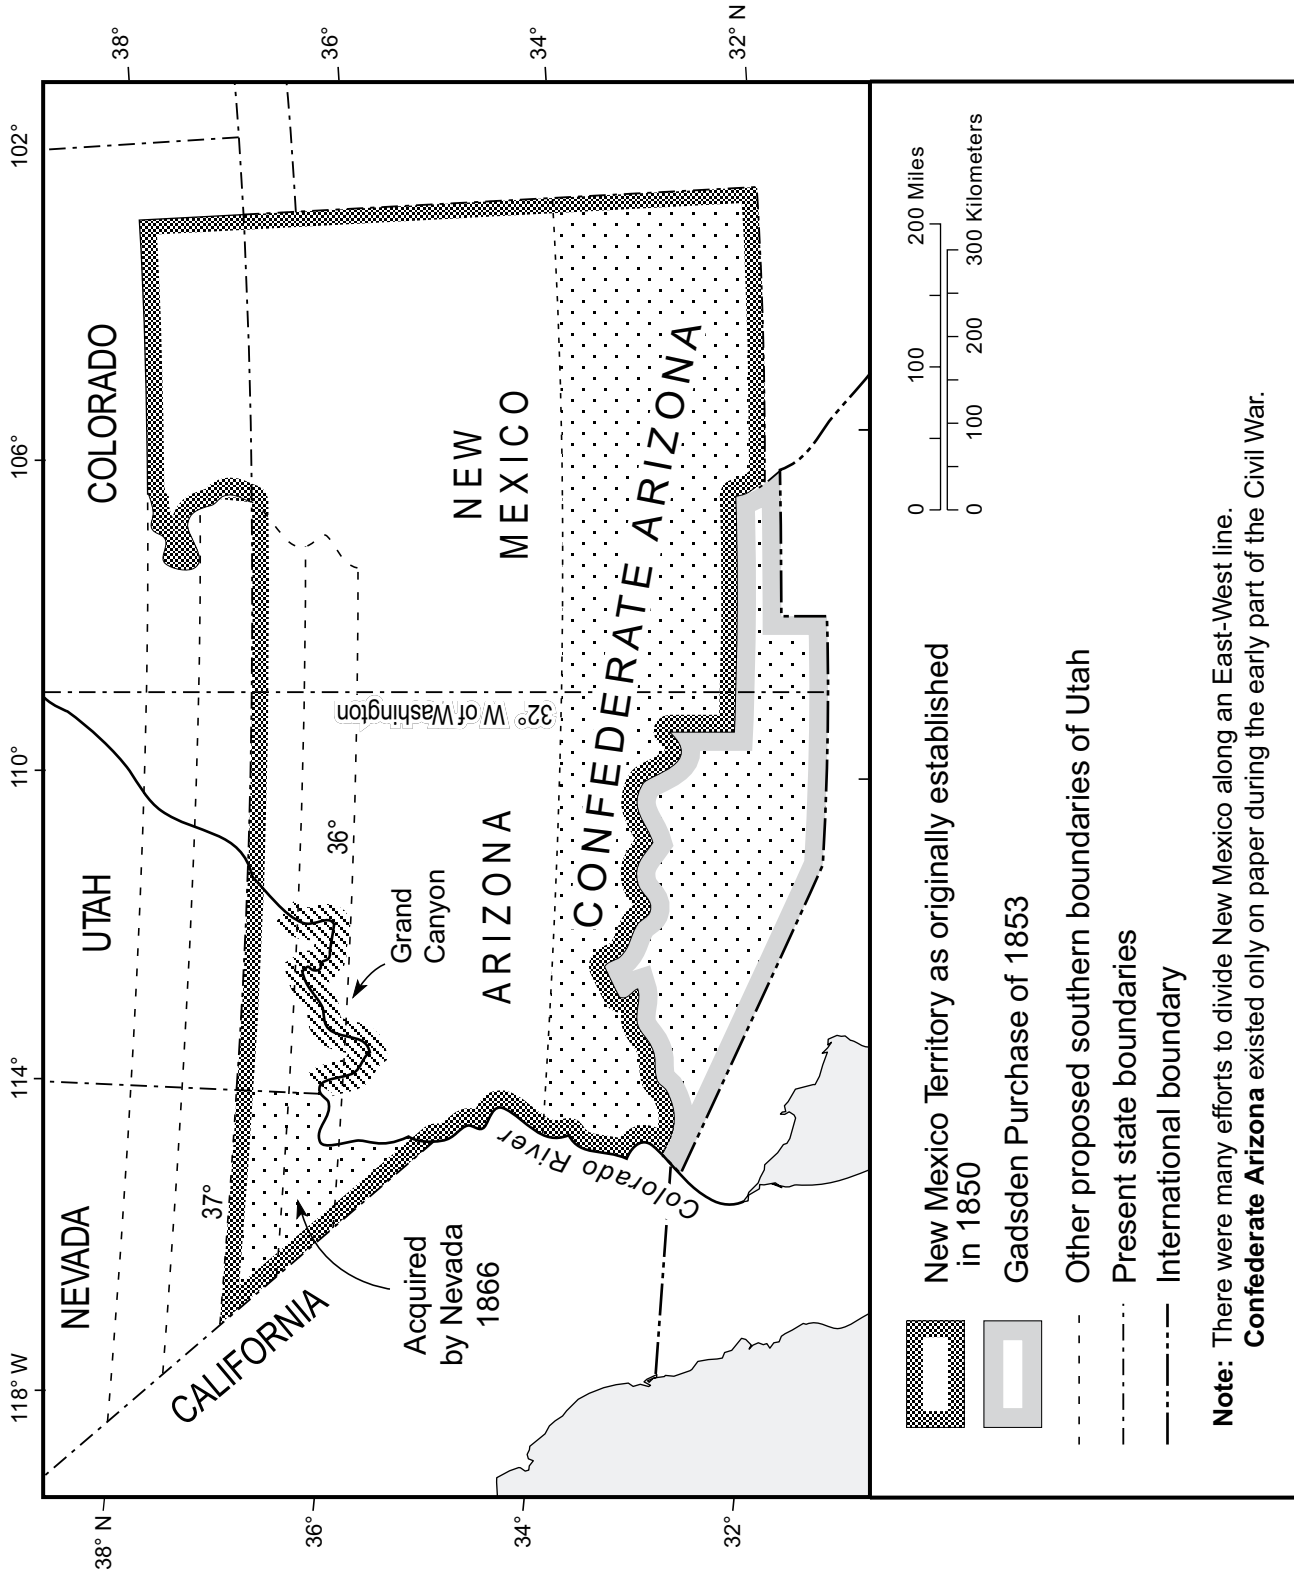 118° W
114°
110°
106°
102°
38° N
36°
34°
32°
38°
36°
34°
32° N
NEVADA
UTAH
COLORADO
37°
36°
CALIFORNIA
Acquired
by Nevada
1866
Grand
Canyon
32° W of Washington
ARIZONA
NEW
MEXICO
CONFEDERATE ARIZONA
Colorado River
New Mexico Territory as originally established
in 1850
Gadsden Purchase of 1853
Other proposed southern boundaries of Utah
Present state boundaries
International boundary
0 100 200 Miles
0 100 200 300 Kilometers
Note: There were many efforts to divide New Mexico along an East-West line.
Confederate Arizona existed only on paper during the early part of the Civil War.